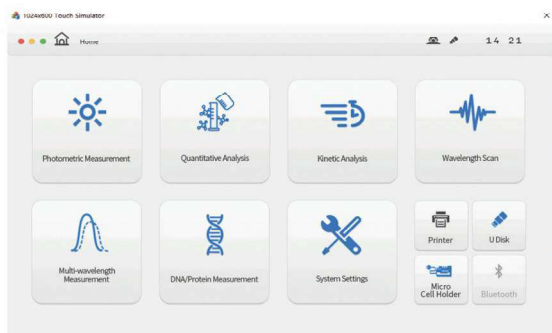 1024x600 Touch Simulator
Home
14 21
Photometric Measurement
Quantitative Analysis
Kinetic Analysis
Wavelength Scan
Multi-wavelength
Measurement
DNA/Protein Measurement
System Settings
Printer
U Disk
Micro
Cell Holder
Bluetooth